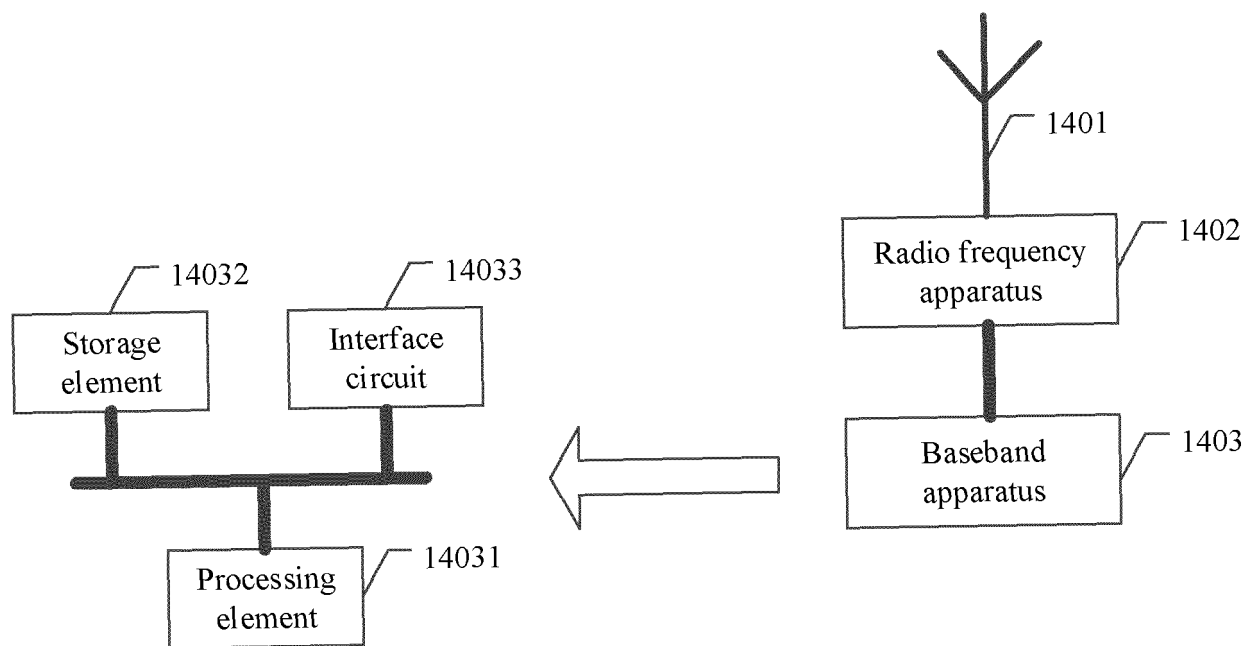 1401
1402
Radio frequency
apparatus
14032
14033
Storage
element
Interface
circuit
1403
Baseband
apparatus
14031
Processing
element